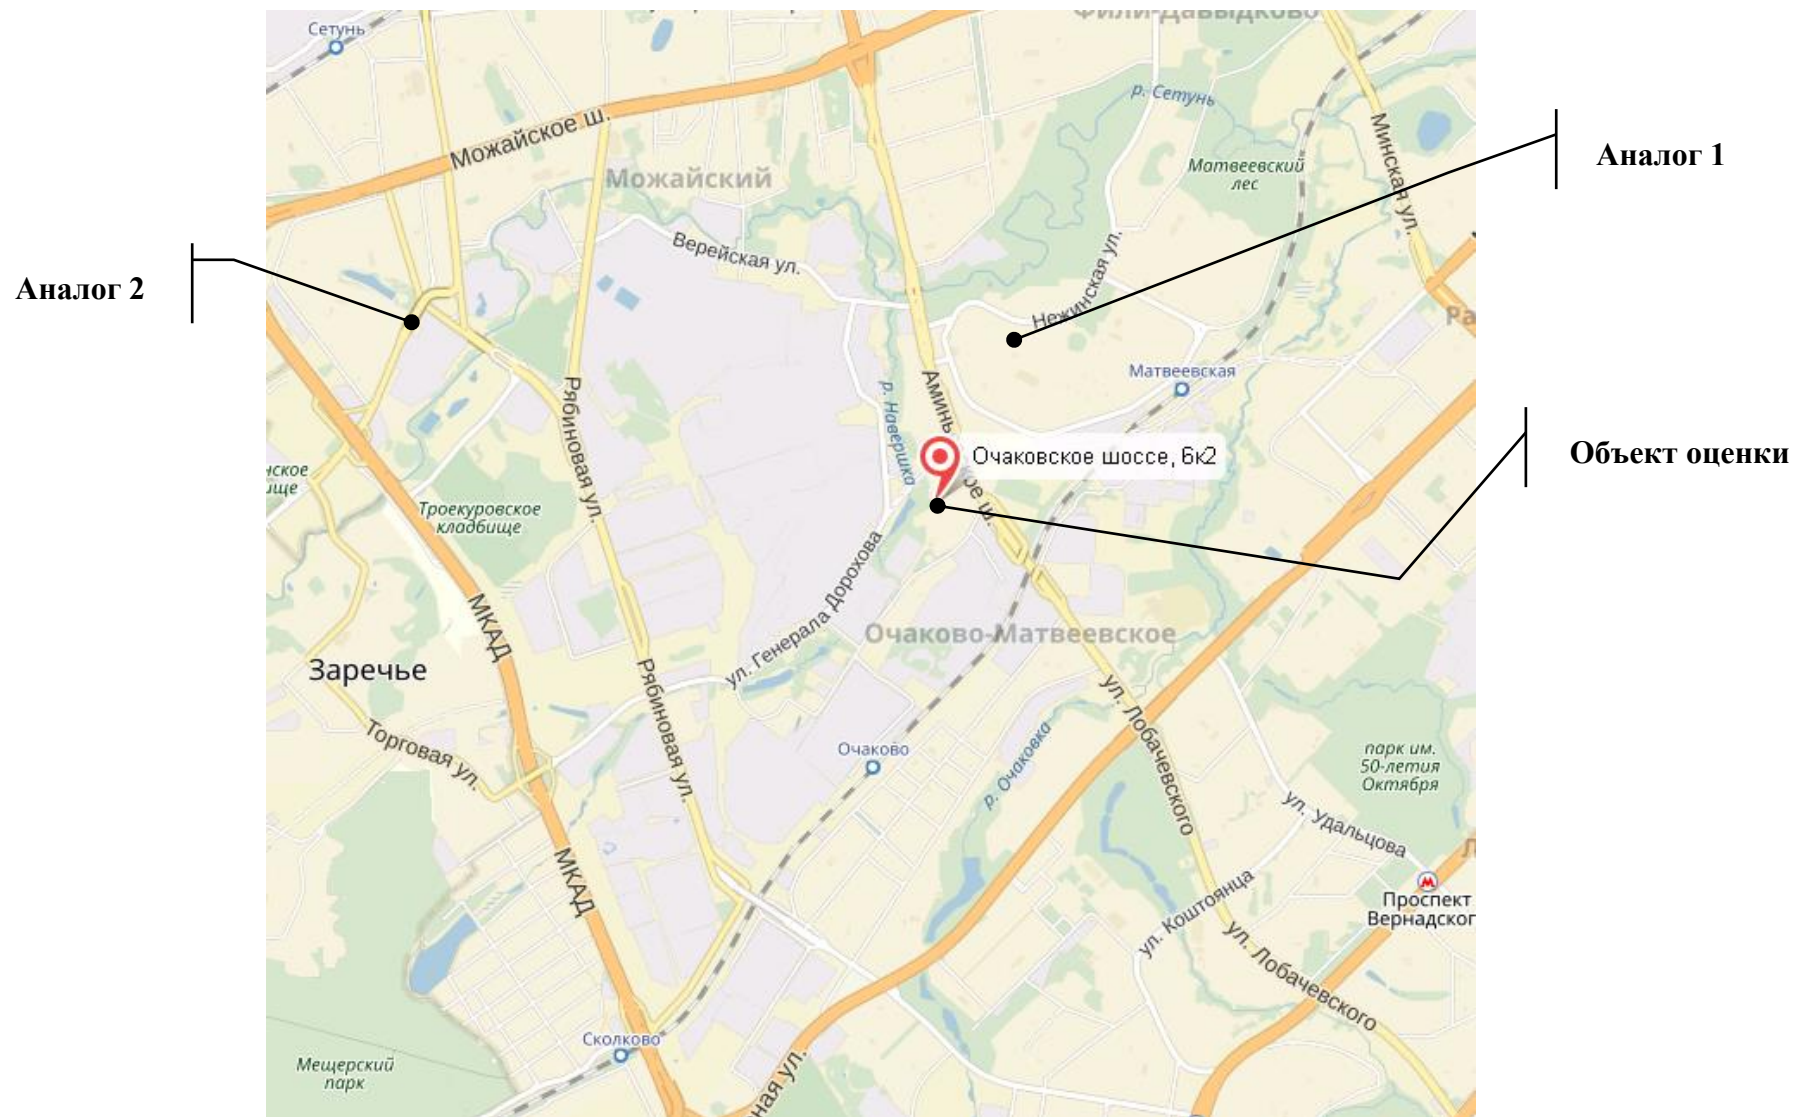 Фили-Давыдково
Сетунь
р. Сетунь
Можайское ш.
Минская ул.
Аналог 1
Матвеевский
лес
Можайский
Верейская ул.
Аналог 2
Нежинская ул.
Матвеевская
Рябиновая ул.
р. Навершка
Очаковское шоссе, 6к2
Объект оценки
Троекуровское
кладбище
ул. Генерала Дорохова
МКАД
Очаково-Матвеевское
Заречье
Рябиновая ул.
ул. Лобачевского
Торговая ул.
Очаково
р. Очаковка
парк им.
50-летия
Октября
ул. Удальцова
МКАД
ул. Коштоянца
Проспект
Вернадског
ул. Лобачевского
Сколково
Мещерский
парк